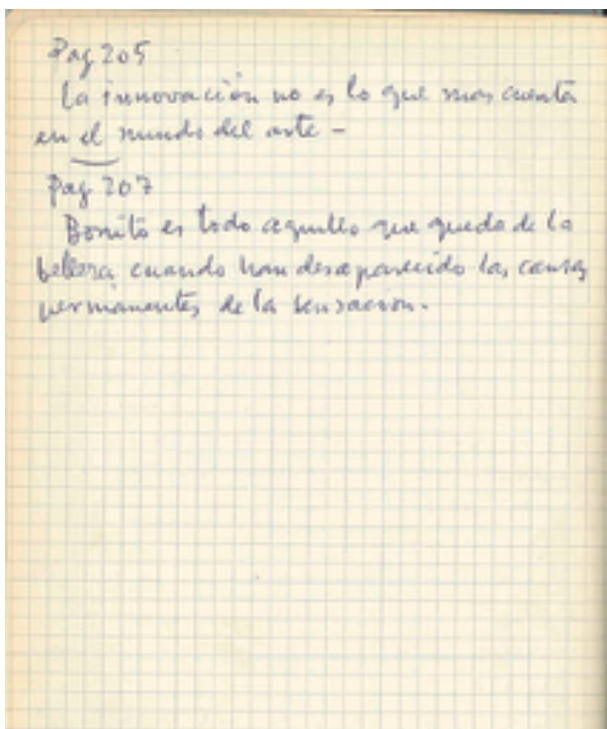 Pag 205
La innovación no es lo que mas cuenta
en el mundo del arte -
Pag 207
Bonito es todo aquello que queda de la
belleza cuando han desaparecido las causas
permanentes de la sensación.